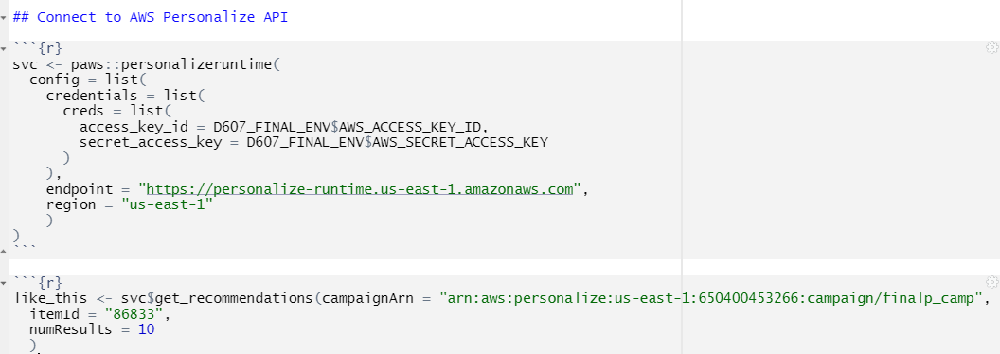 ## Connect to AWS Personalize API
```{r}
svc <- paws::personalizeruntime(
  config = list(
    credentials = list(
      creds = list(
        access_key_id = D607_FINAL_ENV$AWS_ACCESS_KEY_ID,
        secret_access_key = D607_FINAL_ENV$AWS_SECRET_ACCESS_KEY
      )
    ),
    endpoint = "https://personalize-runtime.us-east-1.amazonaws.com",
    region = "us-east-1"
    )
)
```
```{r}
like_this <- svc$get_recommendations(campaignArn = "arn:aws:personalize:us-east-1:650400453266:campaign/finalp_camp",
  itemId = "86833",
  numResults = 10
  )